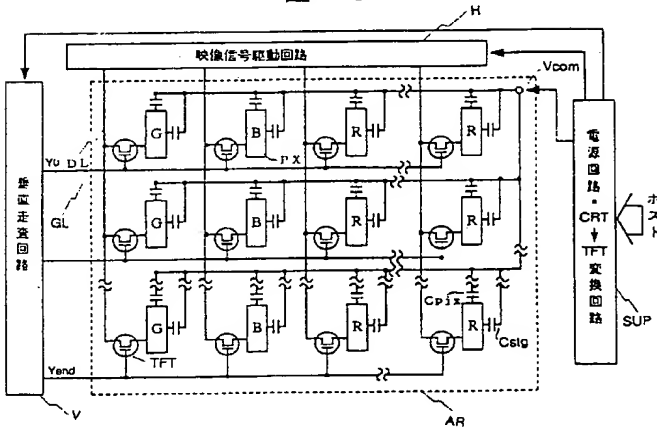 H
映像信号駆動回路
Vcom
G
B
R
R
Y0
DL
PX
GL
垂直走査回路
G
B
R
R
電源回路・CRT→TFT変換回路
ホスト
SUP
Cpix
G
B
R
R
Cstg
TFT
Yend
V
AR